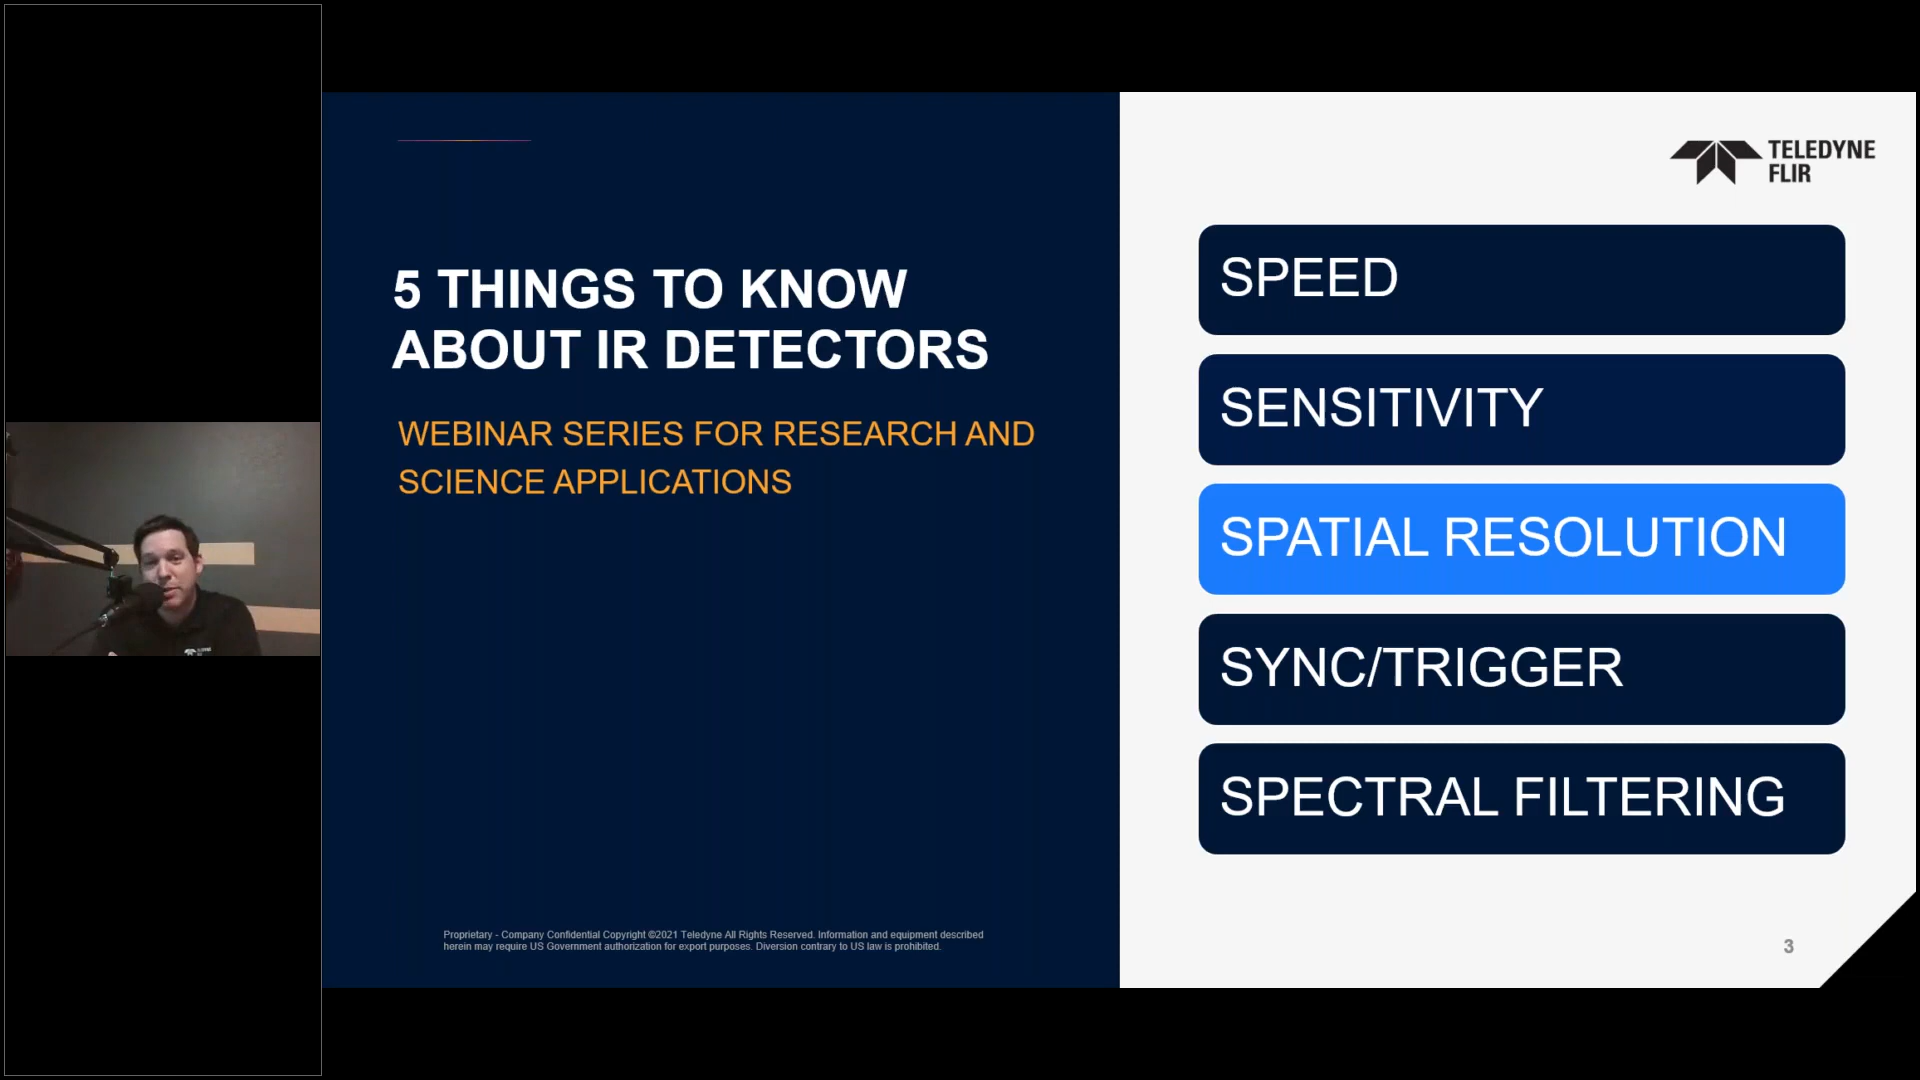 5 THINGS TO KNOW
ABOUT IR DETECTORS
WEBINAR SERIES FOR RESEARCH AND
SCIENCE APPLICATIONS
Proprietary - Company Confidential Copyright ©2021 Teledyne All Rights Reserved. Information and equipment described
herein may require US Government authorization for export purposes. Diversion contrary to US law is prohibited.
TELEDYNE
FLIR
SPEED
SENSITIVITY
SPATIAL RESOLUTION
SYNC/TRIGGER
SPECTRAL FILTERING
3